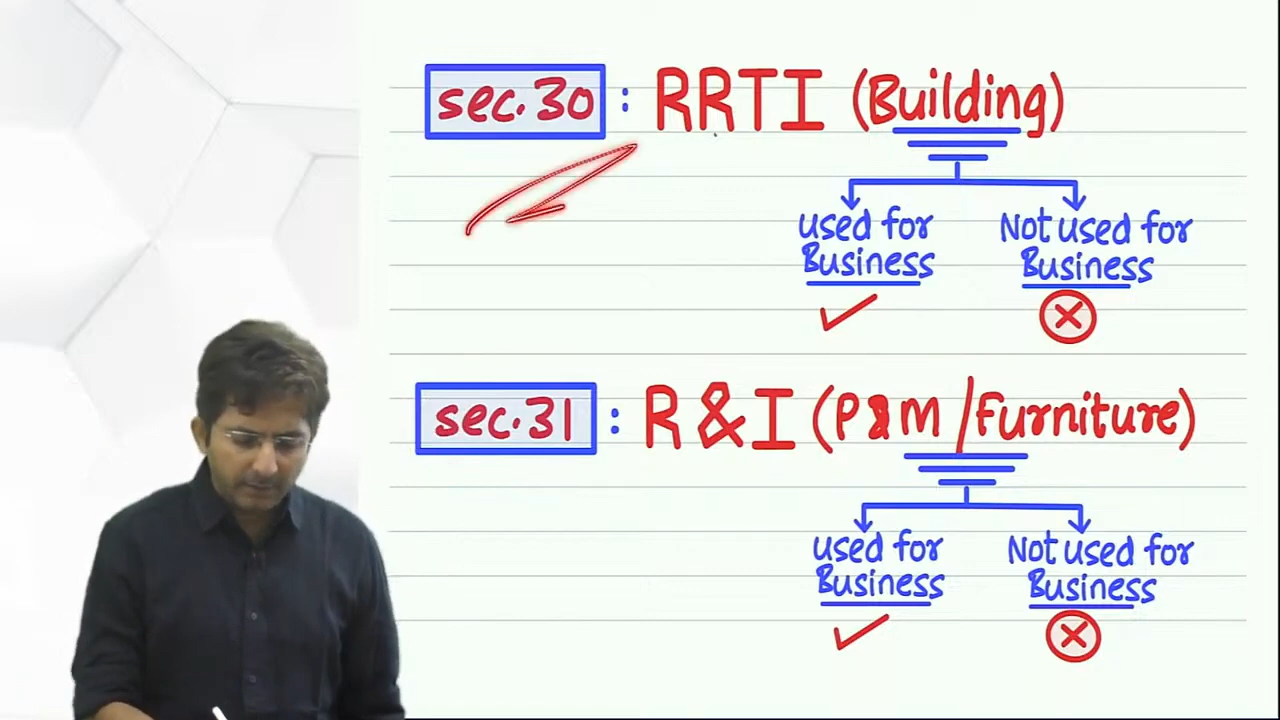 sec.30 : RRTI (Building)
used for Not used for
Business Business
sec.31 : R & I (P&M/Furniture)
used for Not used for
Business Business